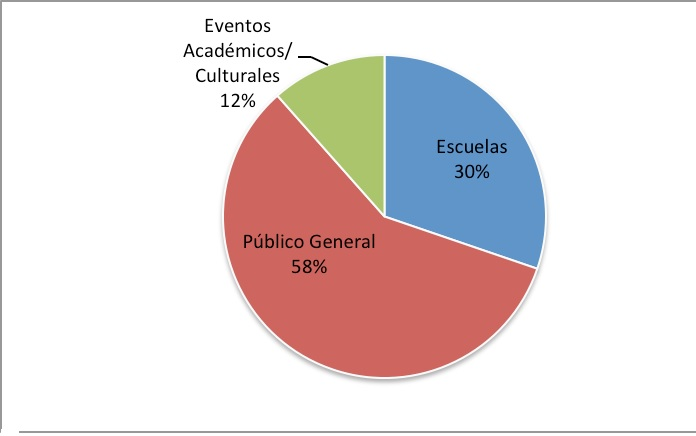 Eventos
Académicos/
Culturales
12%
Escuelas
30%
Público General
58%